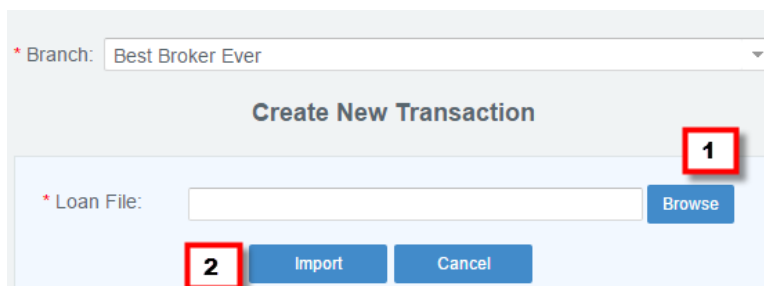 * Branch: Best Broker Ever
Create New Transaction
1
* Loan File: Browse
2 Import Cancel